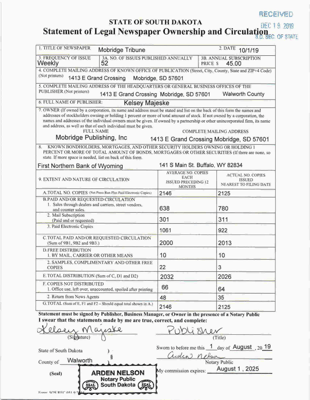 RECEIVED
DEC 19 2019
S.D. SEC OF STATE
STATE OF SOUTH DAKOTA
Statement of Legal Newspaper Ownership and Circulation
1. TITLE OF NEWSPAPER Mobridge Tribune 2. DATE 10/1/19
3. FREQUENCY OF ISSUE Weekly 3A. NO. OF ISSUES PUBLISHED ANNUALLY 52 3B. ANNUAL SUBSCRIPTION PRICE $ 45.00
4. COMPLETE MAILING ADDRESS OF KNOWN OFFICE OF PUBLICATION (Street, City, County, State and ZIP+4 Code)
(Not printers) 1413 E Grand Crossing Mobridge, SD 57601
5. COMPLETE MAILING ADDRESS OF THE HEADQUARTERS OR GENERAL BUSINESS OFFICES OF THE
PUBLISHER (Not printers) 1413 E Grand Crossing Mobridge, SD 57601 Walworth County
6. FULL NAME OF PUBLISHER: Kelsey Majeske
7. OWNER (If owned by a corporation, its name and address must be stated and list on the back of this form the names and
addresses of stockholders owning or holding 1 percent or more of total amount of stock. If not owned by a corporation, the
names and addresses of the individual owners must be given. If owned by a partnership or other unincorporated firm, its name
and address, as well as that of each individual must be given.
FULL NAME COMPLETE MAILING ADDRESS
Mobridge Publishing, Inc 1413 E Grand Crossing Mobridge, SD 57601
8. KNOWN BONDHOLDERS, MORTGAGES, AND OTHER SECURITY HOLDERS OWNING OR HOLDING 1
PERCENT OR MORE OF TOTAL AMOUNT OF BONDS, MORTGAGES OR OTHER SECURITIES (If there are none, so
state. If more space is needed, list on back of this form.
First Northern Bank of Wyoming 141 S Main St. Buffalo, WY 82834
9. EXTENT AND NATURE OF CIRCULATION AVERAGE NO. COPIES EACH ISSUED PRECEDING 12 MONTHS ACTUAL NO. COPIES ISSUED NEAREST TO FILING DATE
A. TOTAL NO. COPIES (Net Press Run Plus Paid Electronic Copies) 2146 2125
B. PAID AND/OR REQUESTED CIRCULATION
1. Sales through dealers and carriers, street vendors, and counter sales. 638 780
2. Mail Subscription (Paid and or requested) 301 311
3. Paid Electronic Copies 1061 922
C. TOTAL PAID AND/OR REQUESTED CIRCULATION (Sum of 9B1, 9B2 and 9B3.) 2000 2013
D. FREE DISTRIBUTION
1. BY MAIL, CARRIER OR OTHER MEANS 10 10
2. SAMPLES, COMPLIMENTARY AND OTHER FREE COPIES 22 3
E. TOTAL DISTRIBUTION (Sum of C, D1 and D2) 2032 2026
F. COPIES NOT DISTRIBUTED
1. Office use, left over, unaccounted, spoiled after printing 66 64
2. Return from News Agents 48 35
G. TOTAL (Sum of E, F1 and F2—Should equal total shown in A.) 2146 2125
Statement must be signed by Publisher, Business Manager, or Owner in the presence of a Notary Public
I swear that the statements made by me are true, correct, and complete:
Kelsey Majeske Publisher
(Signature) (Title)
State of South Dakota
Sworn to before me this 1 day of August, 20 19
Arden Nelson
County of Walworth
Notary Public
(Seal)
My commission expires: August 1, 2025
ARDEN NELSON
Notary Public
South Dakota
SEAL SEAL